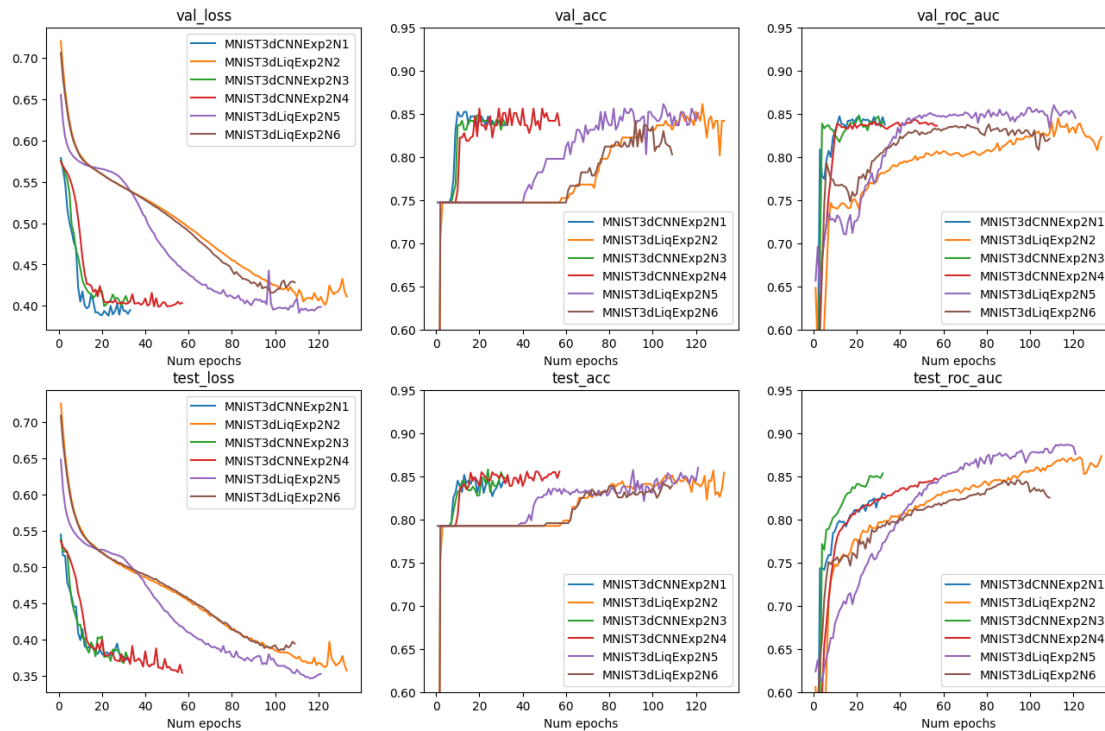 val_loss
0.70
0.65
0.60
0.55
0.50
0.45
0.40
0 20 40 60 80 100 120
Num epochs
MNIST3dCNNExp2N1
MNIST3dLiqExp2N2
MNIST3dCNNExp2N3
MNIST3dCNNExp2N4
MNIST3dLiqExp2N5
MNIST3dLiqExp2N6
val_acc
0.95
0.90
0.85
0.80
0.75
0.70
0.65
0.60
0 20 40 60 80 100 120
Num epochs
MNIST3dCNNExp2N1
MNIST3dLiqExp2N2
MNIST3dCNNExp2N3
MNIST3dCNNExp2N4
MNIST3dLiqExp2N5
MNIST3dLiqExp2N6
val_roc_auc
0.95
0.90
0.85
0.80
0.75
0.70
0.65
0.60
0 20 40 60 80 100 120
Num epochs
MNIST3dCNNExp2N1
MNIST3dLiqExp2N2
MNIST3dCNNExp2N3
MNIST3dCNNExp2N4
MNIST3dLiqExp2N5
MNIST3dLiqExp2N6
test_loss
0.70
0.65
0.60
0.55
0.50
0.45
0.40
0.35
0 20 40 60 80 100 120
Num epochs
MNIST3dCNNExp2N1
MNIST3dLiqExp2N2
MNIST3dCNNExp2N3
MNIST3dCNNExp2N4
MNIST3dLiqExp2N5
MNIST3dLiqExp2N6
test_acc
0.95
0.90
0.85
0.80
0.75
0.70
0.65
0.60
0 20 40 60 80 100 120
Num epochs
MNIST3dCNNExp2N1
MNIST3dLiqExp2N2
MNIST3dCNNExp2N3
MNIST3dCNNExp2N4
MNIST3dLiqExp2N5
MNIST3dLiqExp2N6
test_roc_auc
0.95
0.90
0.85
0.80
0.75
0.70
0.65
0.60
0 20 40 60 80 100 120
Num epochs
MNIST3dCNNExp2N1
MNIST3dLiqExp2N2
MNIST3dCNNExp2N3
MNIST3dCNNExp2N4
MNIST3dLiqExp2N5
MNIST3dLiqExp2N6